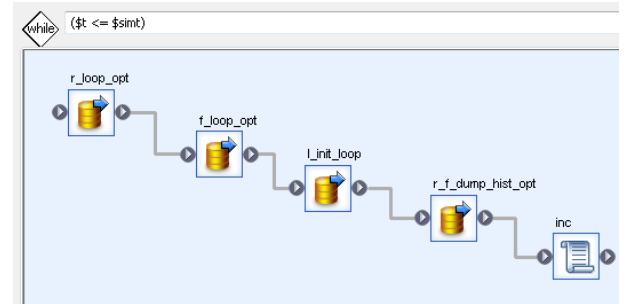 while
($t <= $simt)
r_loop_opt
f_loop_opt
l_init_loop
r_f_dump_hist_opt
inc